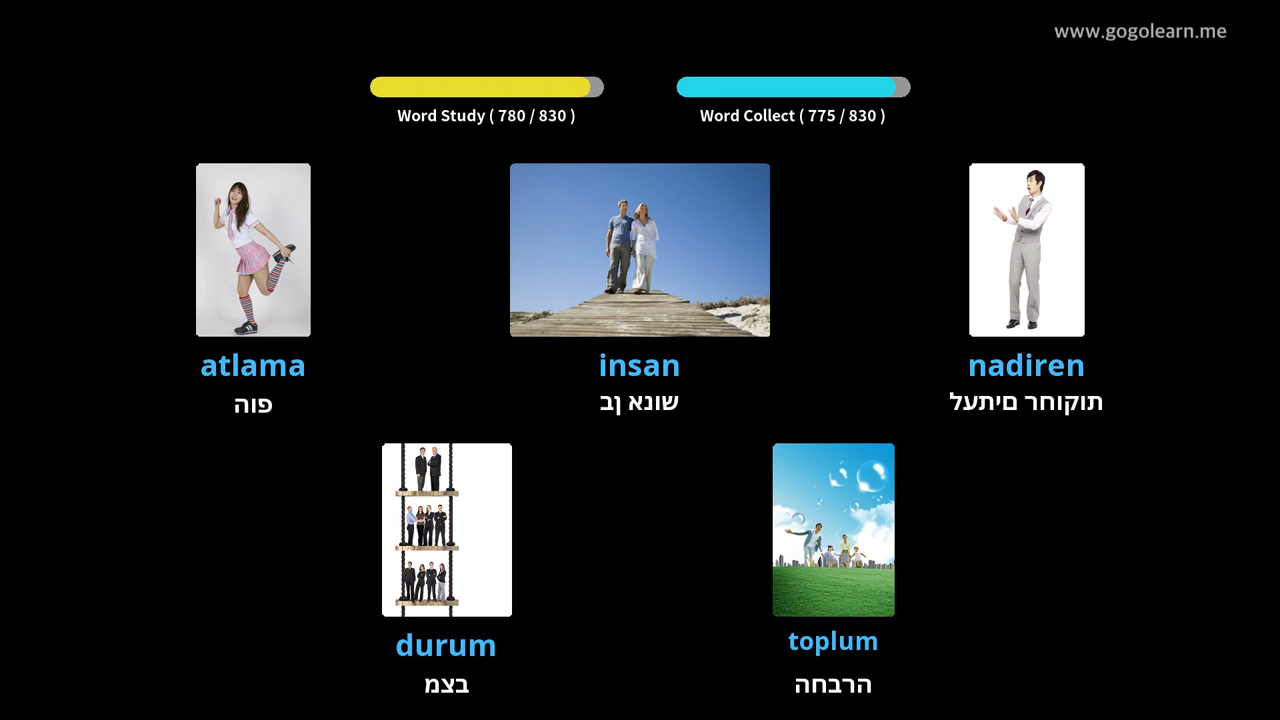 www.gogolearn.me
Word Study ( 780 / 830 )
Word Collect ( 775 / 830 )
atlama
פוה
insan
שונא ןב
nadiren
תוקוחר םיתעל
durum
בצמ
toplum
הרבחה